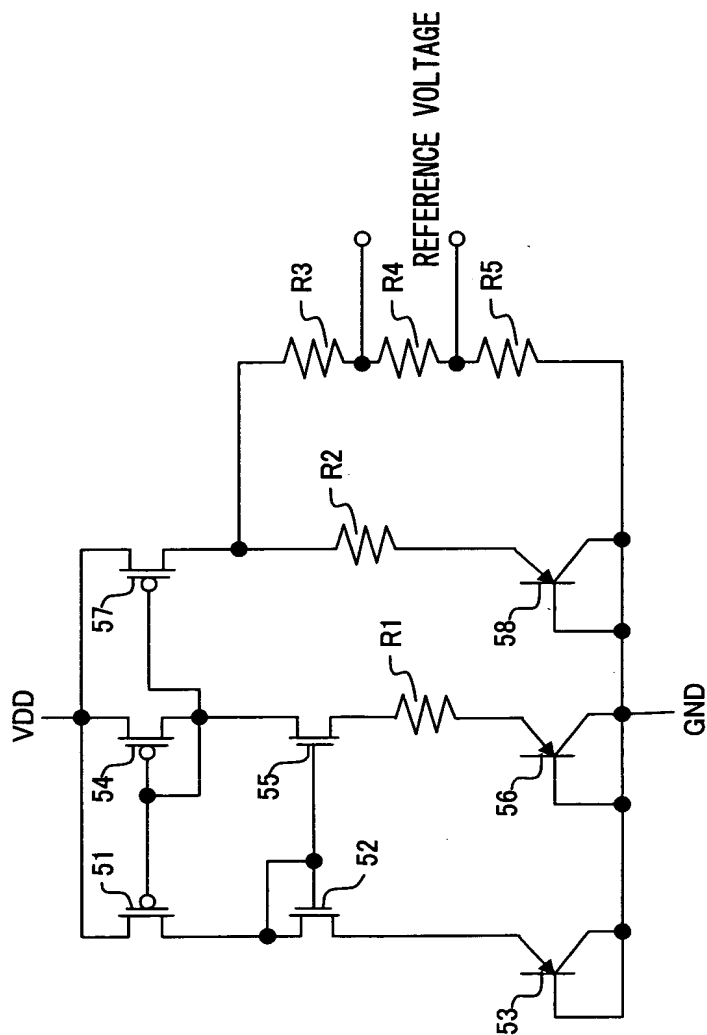 VDD
51
54
57
52
55
R1
R2
R3
R4
R5
REFERENCE VOLTAGE
53
56
58
GND